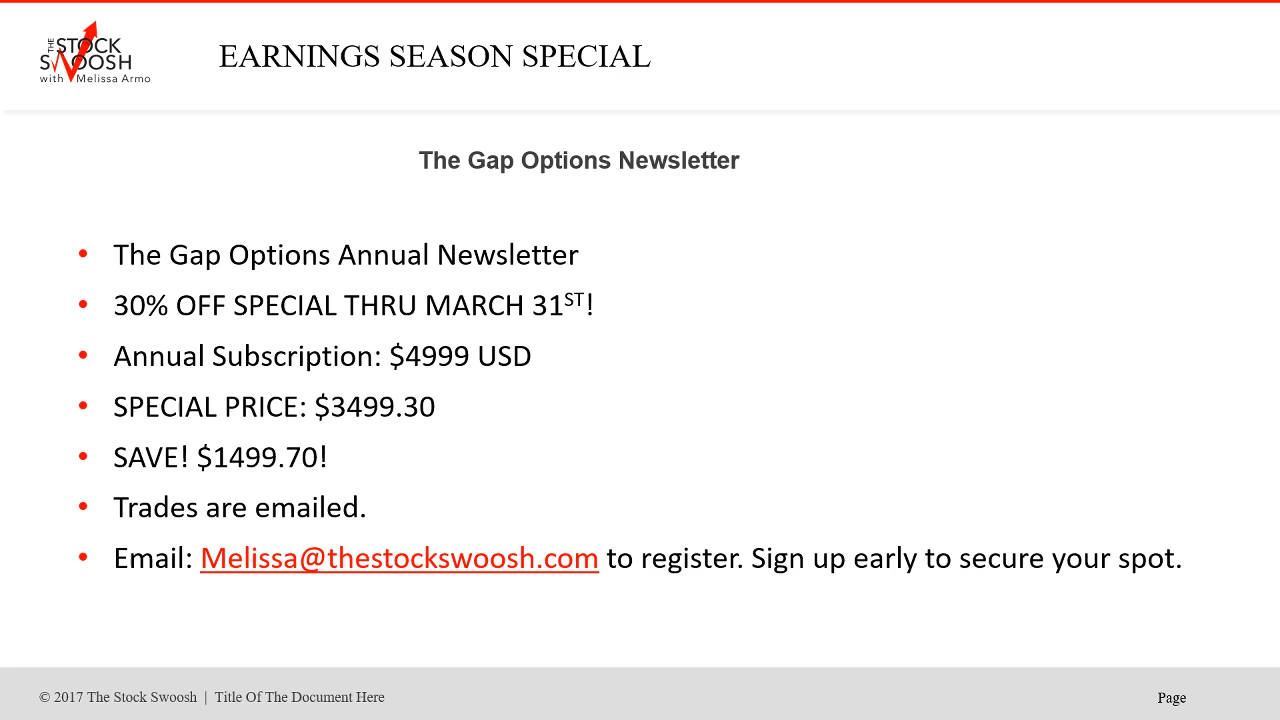 THE
STOCK
SWOOSH
with Melissa Armo
EARNINGS SEASON SPECIAL
The Gap Options Newsletter
• The Gap Options Annual Newsletter
• 30% OFF SPECIAL THRU MARCH 31ST!
• Annual Subscription: $4999 USD
• SPECIAL PRICE: $3499.30
• SAVE! $1499.70!
• Trades are emailed.
• Email: Melissa@thestockswoosh.com to register. Sign up early to secure your spot.
© 2017 The Stock Swoosh | Title Of The Document Here
Page